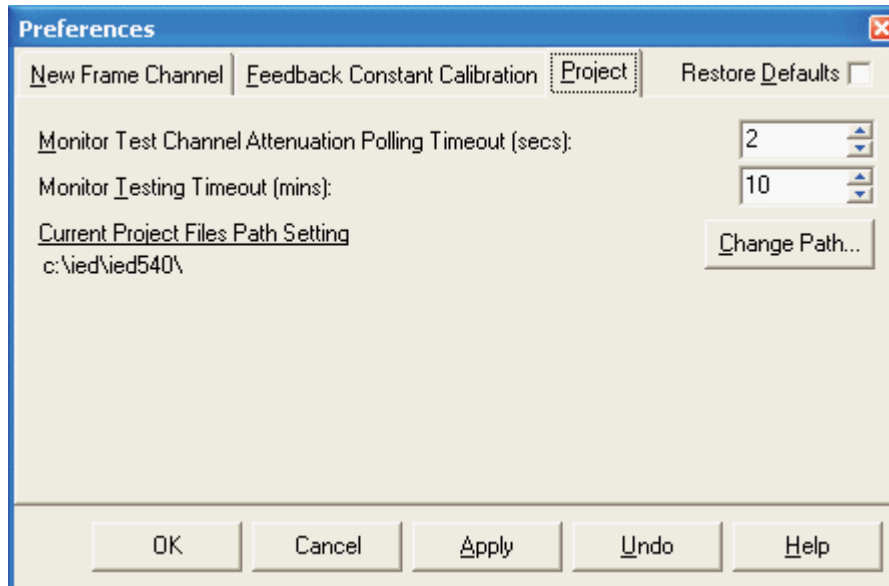 Preferences
New Frame Channel Feedback Constant Calibration Project Restore Defaults
Monitor Test Channel Attenuation Polling Timeout (secs): 2
Monitor Testing Timeout (mins): 10
Current Project Files Path Setting Change Path...
c:\ied\ied540\
OK Cancel Apply Undo Help